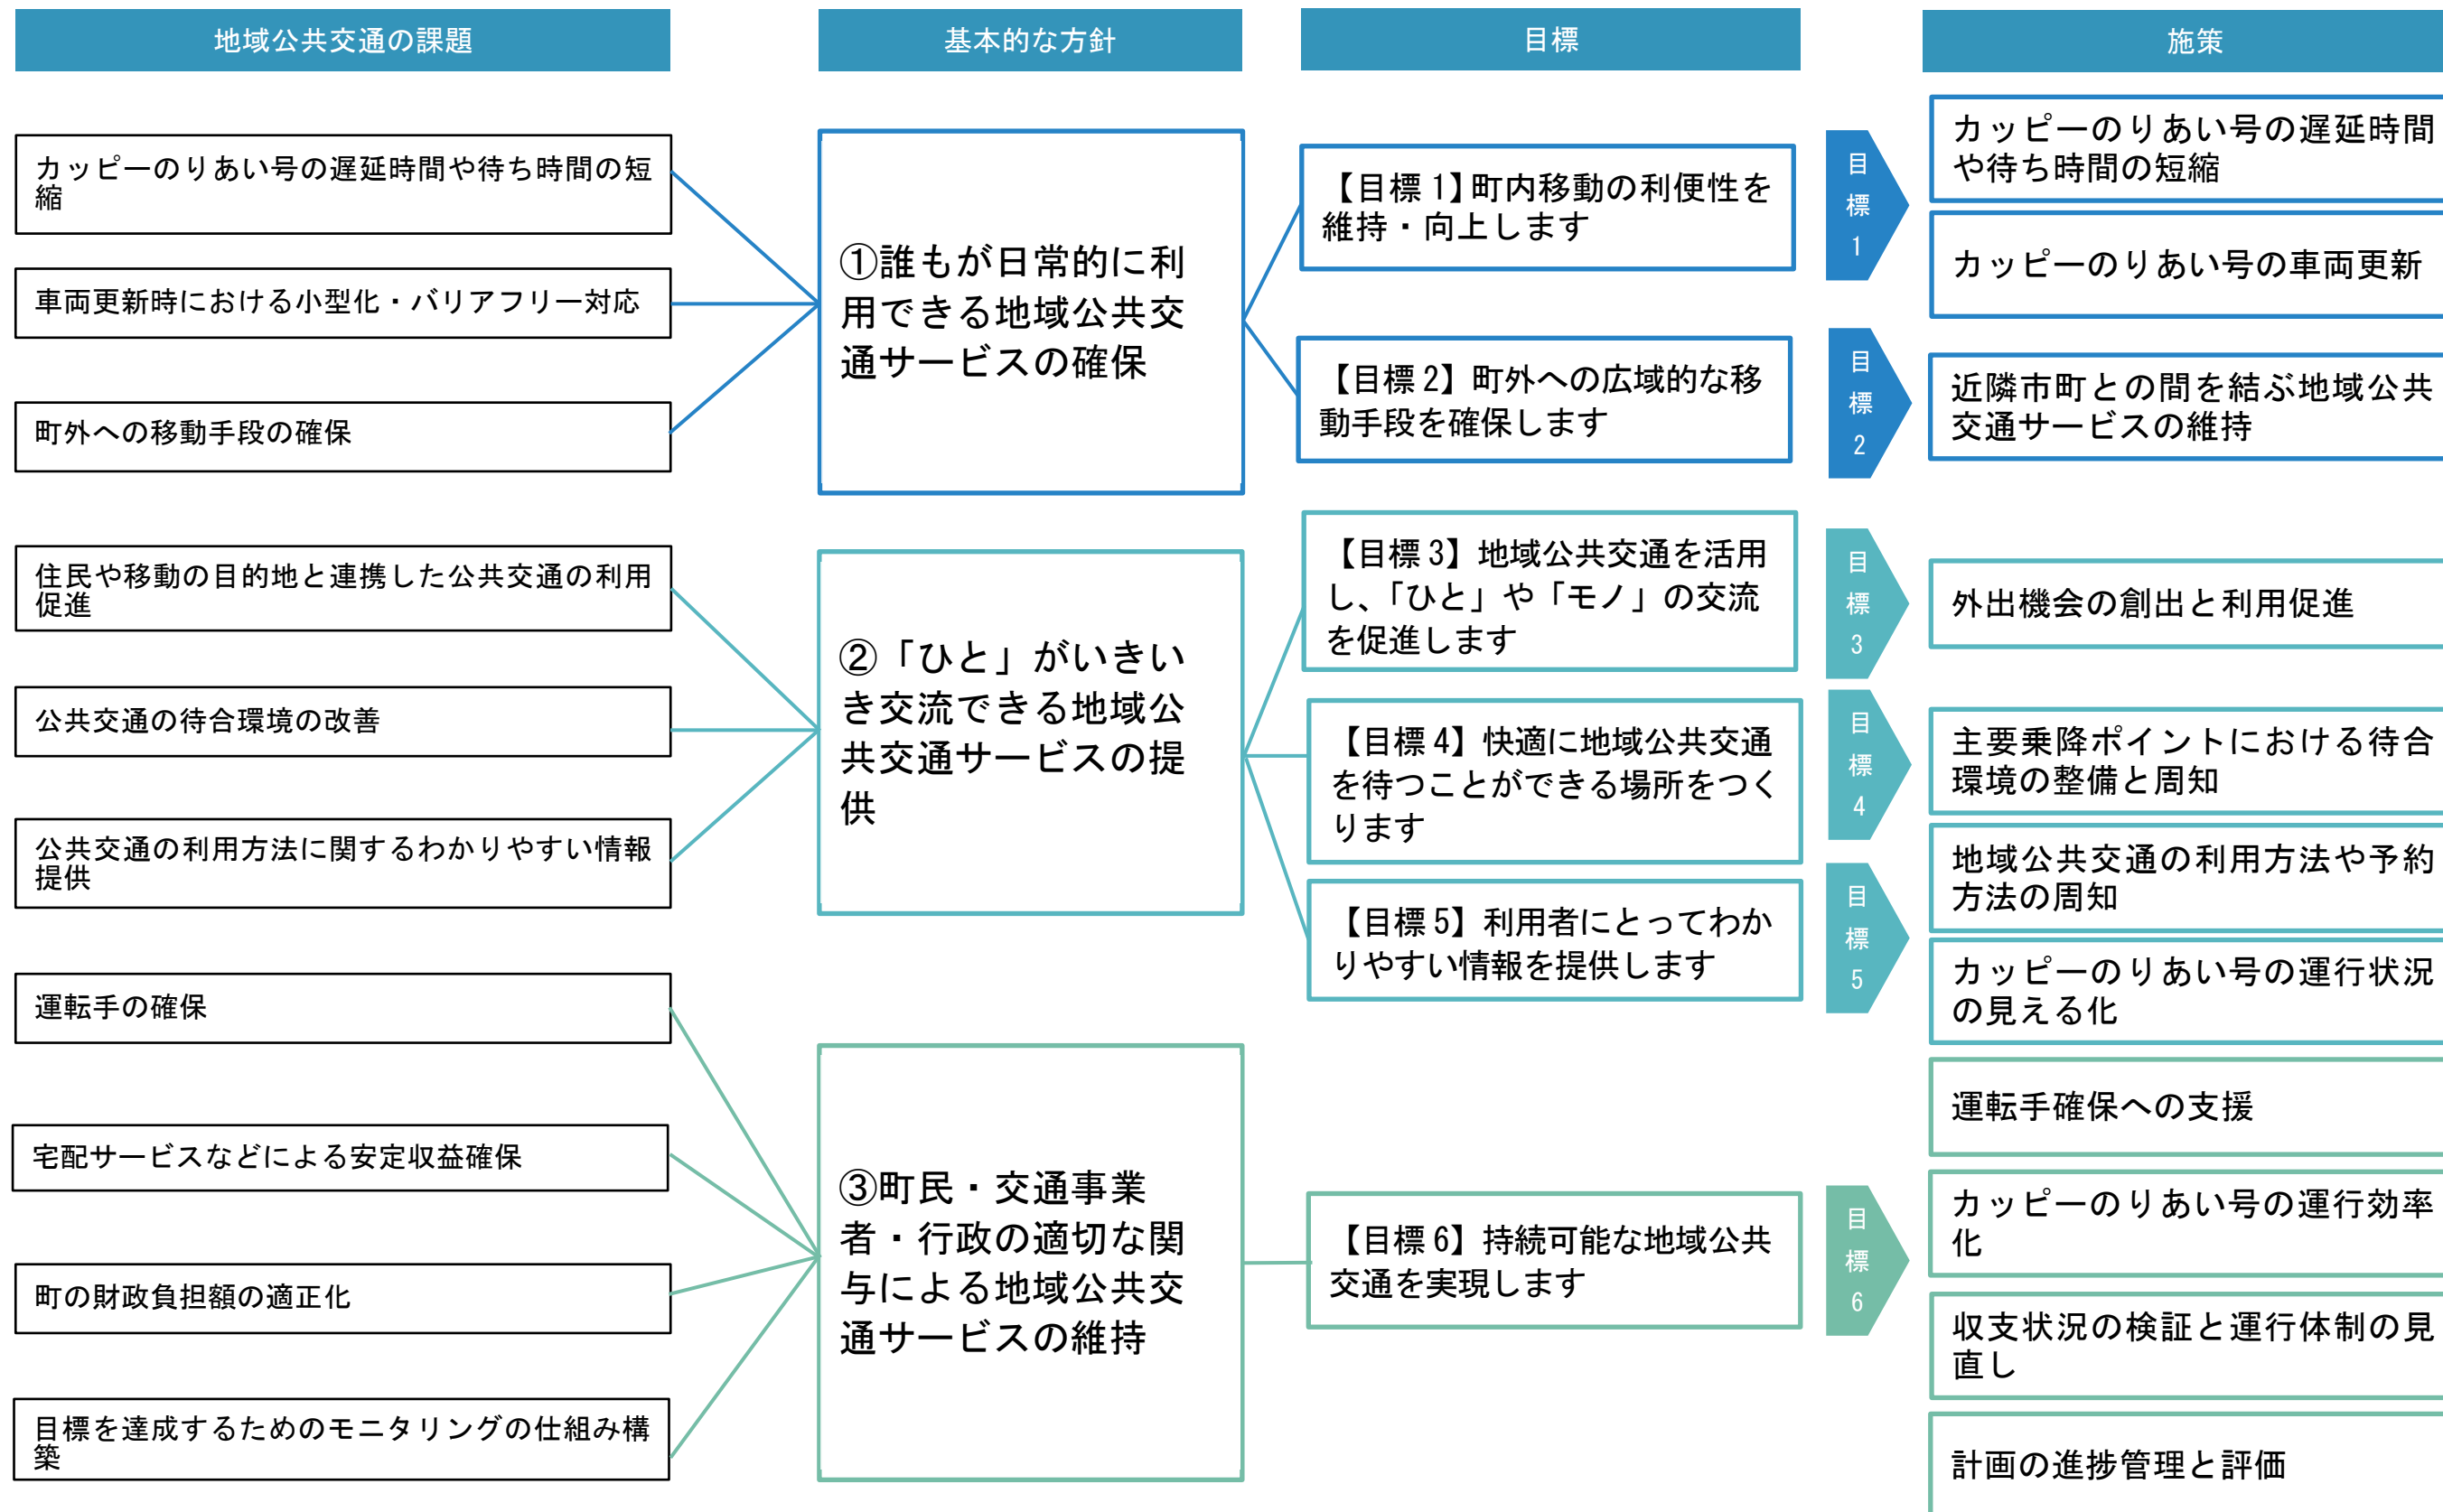 地域公共交通の課題
カッピーのりあい号の遅延時間や待ち時間の短
縮
車両更新時における小型化・バリアフリー対応
町外への移動手段の確保
住民や移動の目的地と連携した公共交通の利用
促進
公共交通の待合環境の改善
公共交通の利用方法に関するわかりやすい情報
提供
運転手の確保
宅配サービスなどによる安定収益確保
町の財政負担額の適正化
目標を達成するためのモニタリングの仕組み構
築
基本的な方針
①誰もが日常的に利
用できる地域公共交
通サービスの確保
②「ひと」がいきい
き交流できる地域公
共交通サービスの提
供
③町民・交通事業
者・行政の適切な関
与による地域公共交
通サービスの維持
目標
【目標1】町内移動の利便性を
維持・向上します
【目標2】町外への広域的な移
動手段を確保します
【目標3】地域公共交通を活用
し、「ひと」や「モノ」の交流
を促進します
【目標4】快適に地域公共交通
を待つことができる場所をつく
ります
【目標5】利用者にとってわか
りやすい情報を提供します
【目標6】持続可能な地域公共
交通を実現します
施策
目標1
カッピーのりあい号の遅延時間
や待ち時間の短縮
カッピーのりあい号の車両更新
目標2
近隣市町との間を結ぶ地域公共
交通サービスの維持
目標3
外出機会の創出と利用促進
目標4
主要乗降ポイントにおける待合
環境の整備と周知
目標5
地域公共交通の利用方法や予約
方法の周知
カッピーのりあい号の運行状況
の見える化
目標6
運転手確保への支援
カッピーのりあい号の運行効率
化
収支状況の検証と運行体制の見
直し
計画の進捗管理と評価